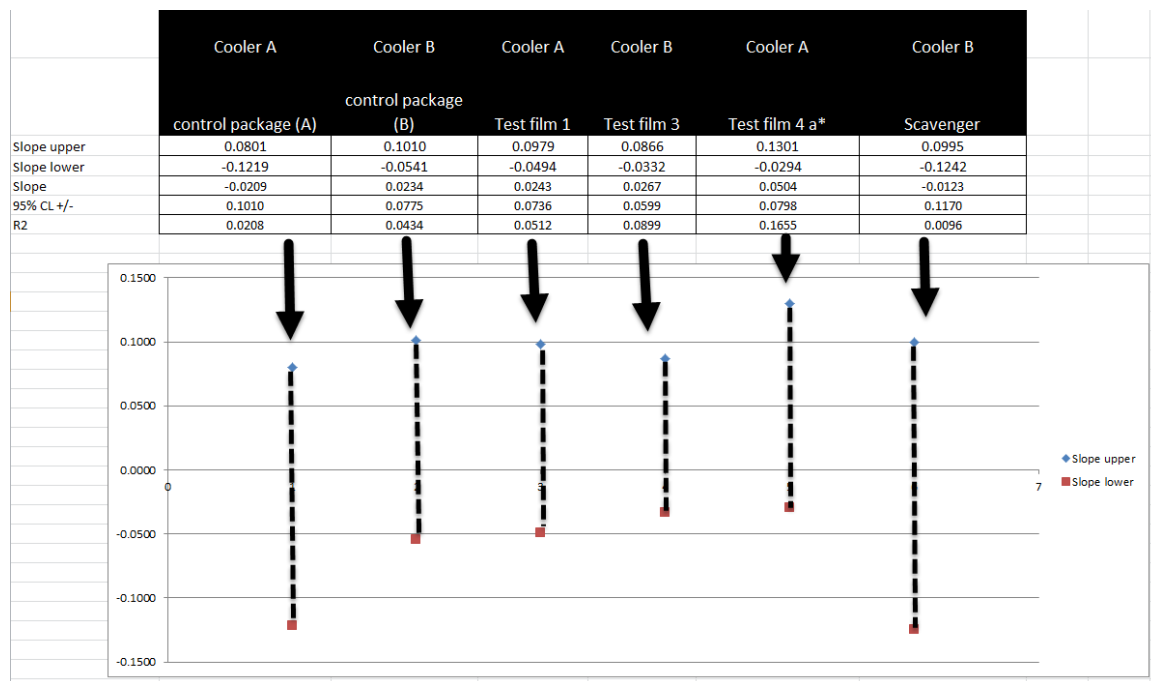 Cooler A Cooler B Cooler A Cooler B Cooler A Cooler B
control package (A) control package (B) Test film 1 Test film 3 Test film 4 a* Scavenger
Slope upper 0.0801 0.1010 0.0979 0.0866 0.1301 0.0995
Slope lower -0.1219 -0.0541 -0.0494 -0.0332 -0.0294 -0.1242
Slope -0.0209 0.0234 0.0243 0.0267 0.0504 -0.0123
95% CL +/- 0.1010 0.0775 0.0736 0.0599 0.0798 0.1170
R2 0.0208 0.0434 0.0512 0.0899 0.1655 0.0096
0.1500
0.1000
0.0500
0.0000
0 3 7
-0.0500
-0.1000
-0.1500
Slope upper
Slope lower